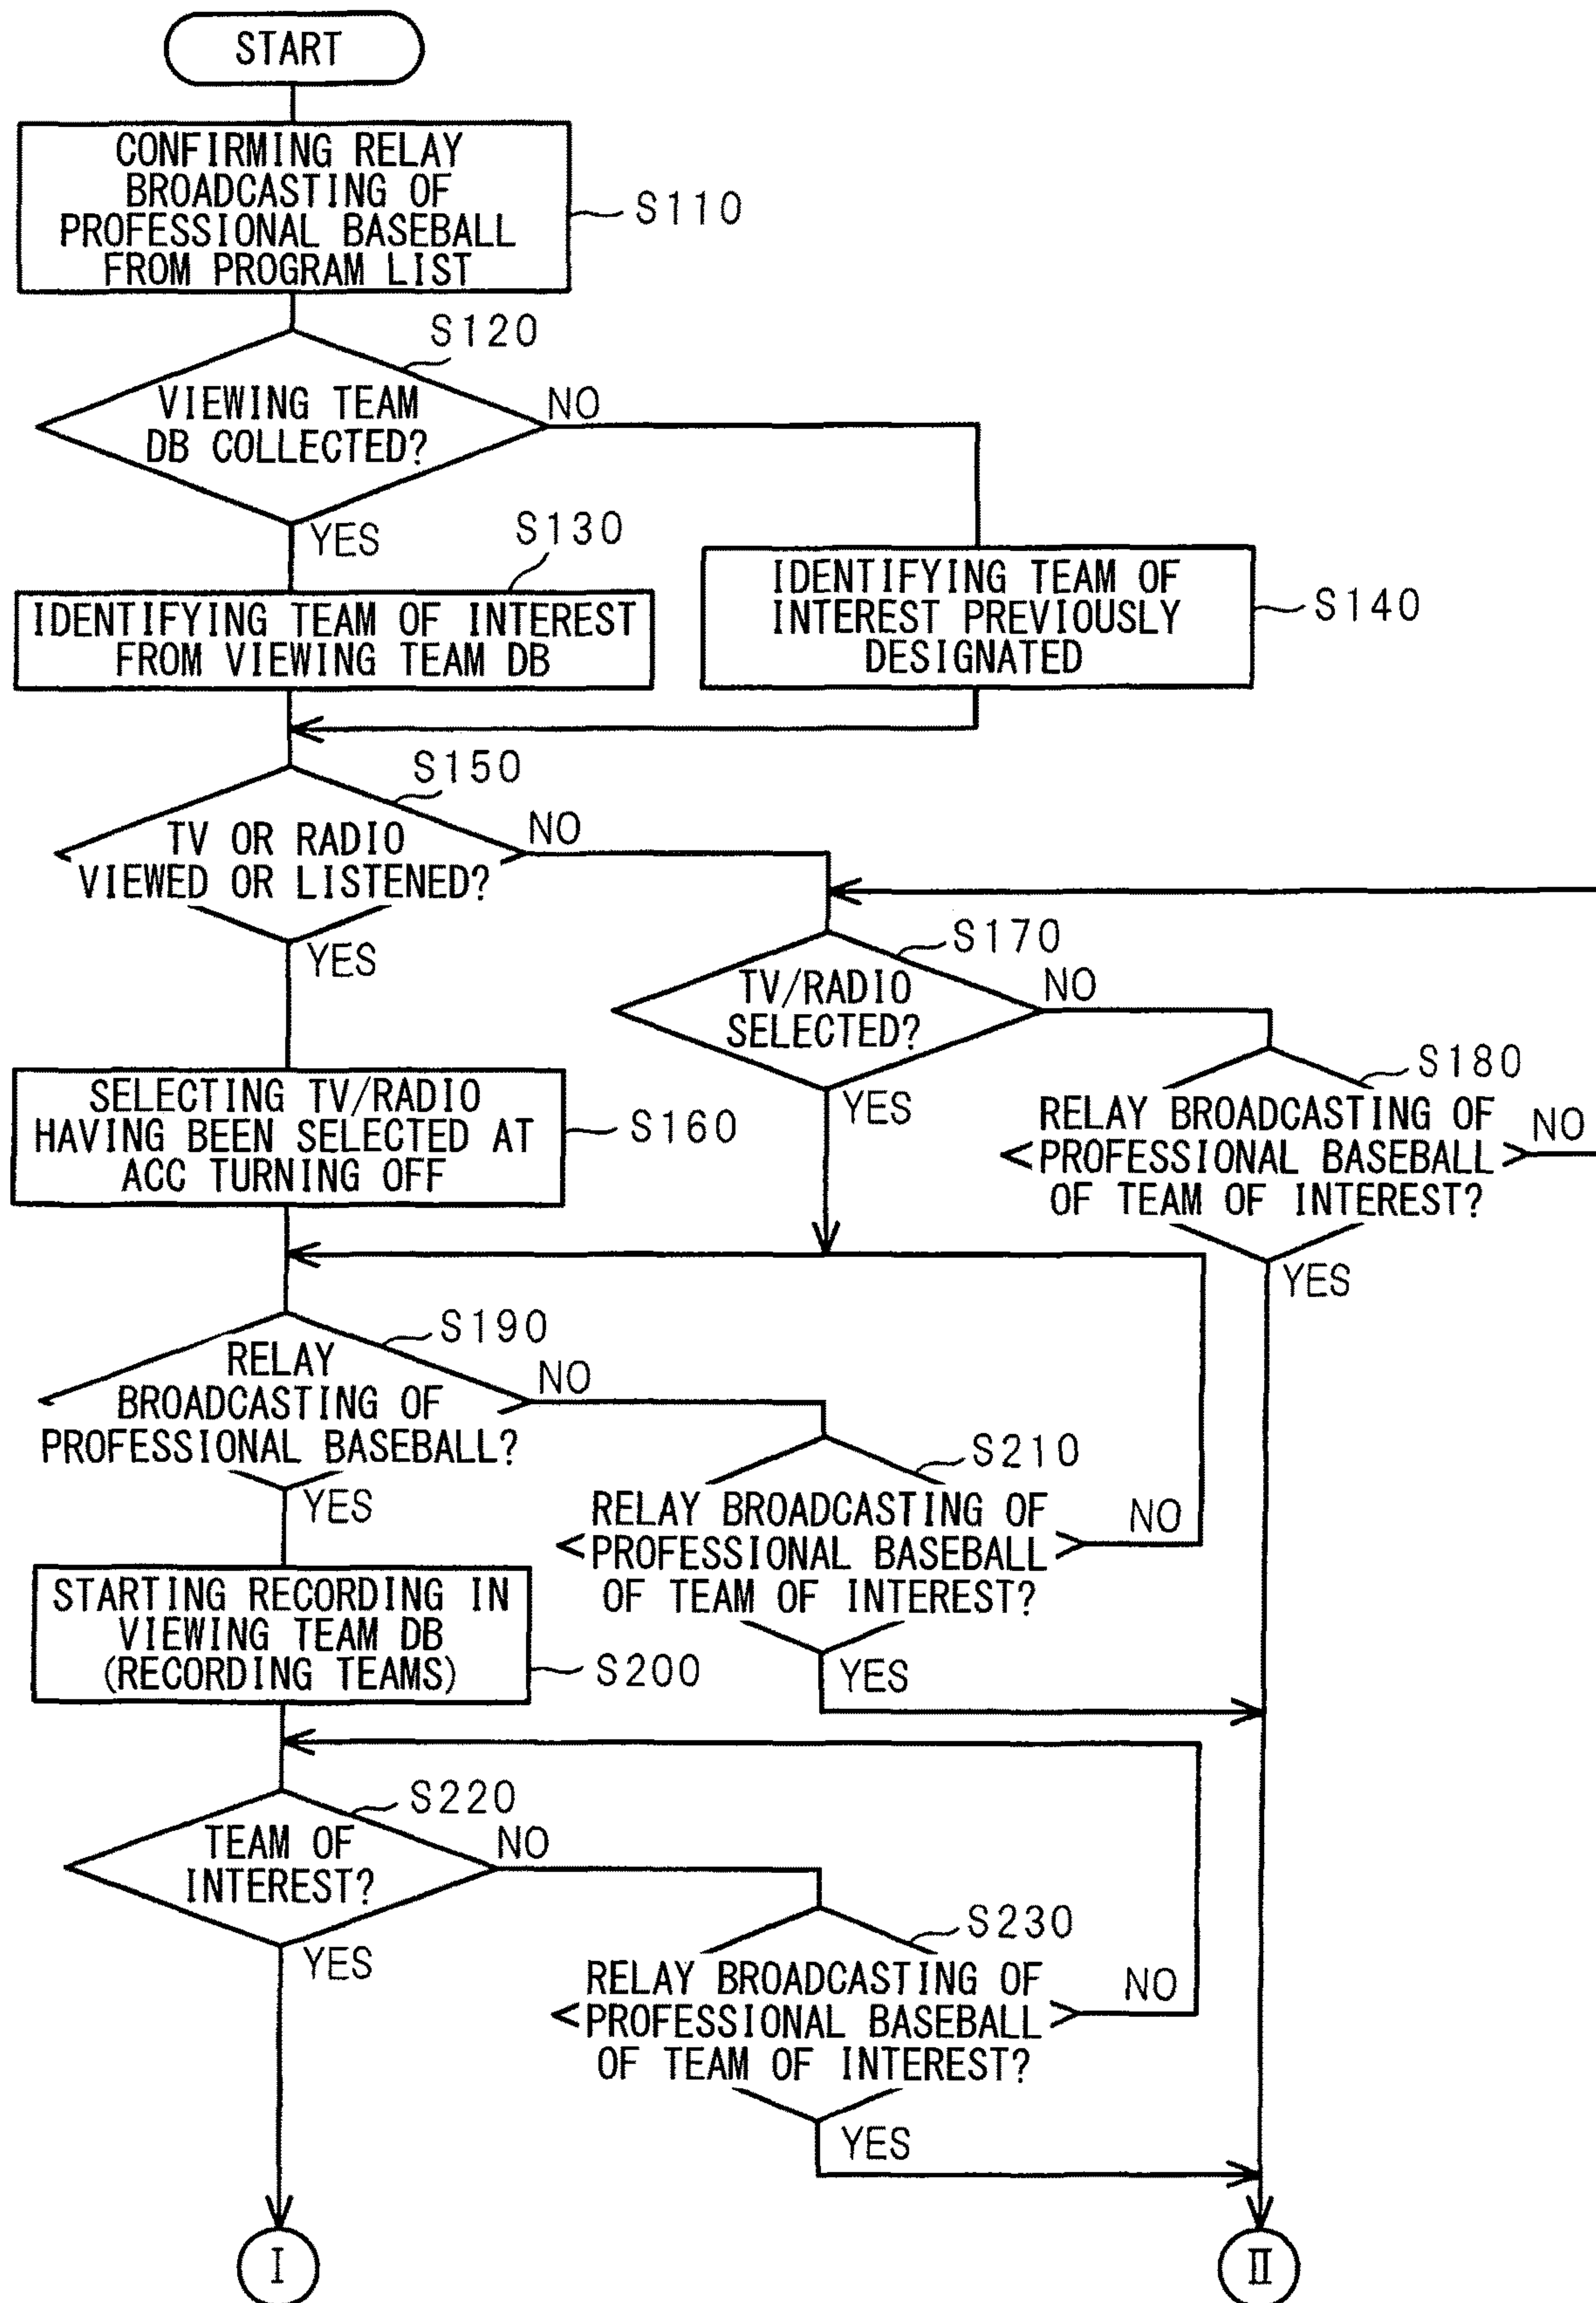 START
CONFIRMING RELAY
BROADCASTING OF
PROFESSIONAL BASEBALL
FROM PROGRAM LIST
S110
S120
VIEWING TEAM
DB COLLECTED?
NO
YES
S130
IDENTIFYING TEAM OF INTEREST
FROM VIEWING TEAM DB
IDENTIFYING TEAM OF
INTEREST PREVIOUSLY
DESIGNATED
S140
S150
TV OR RADIO
VIEWED OR LISTENED?
NO
YES
S170
TV/RADIO
SELECTED?
NO
YES
S180
RELAY BROADCASTING OF
PROFESSIONAL BASEBALL
OF TEAM OF INTEREST?
NO
YES
SELECTING TV/RADIO
HAVING BEEN SELECTED AT
ACC TURNING OFF
S160
S190
RELAY
BROADCASTING OF
PROFESSIONAL BASEBALL?
NO
YES
S210
RELAY BROADCASTING OF
PROFESSIONAL BASEBALL
OF TEAM OF INTEREST?
NO
YES
STARTING RECORDING IN
VIEWING TEAM DB
(RECORDING TEAMS)
S200
S220
TEAM OF
INTEREST?
NO
YES
S230
RELAY BROADCASTING OF
PROFESSIONAL BASEBALL
OF TEAM OF INTEREST?
NO
YES
I
II